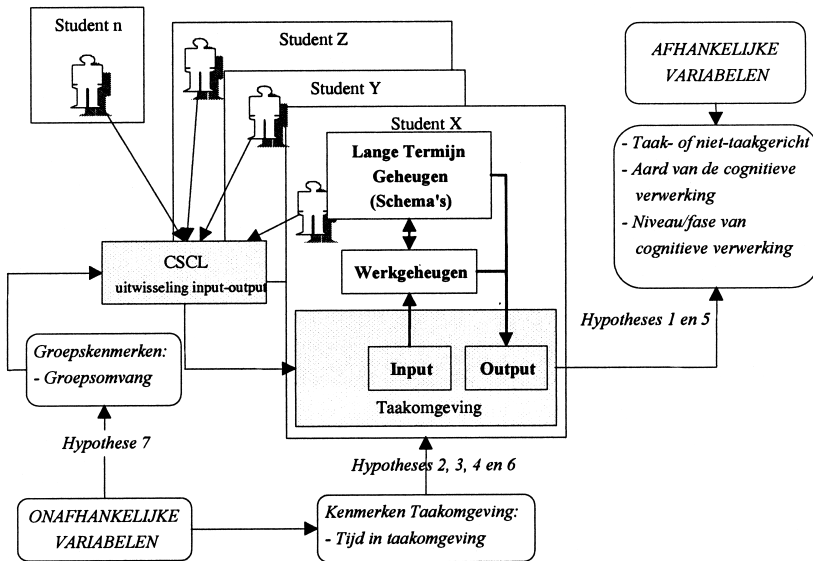 Student n
Student Z
Student Y
Student X
Lange Termijn
Geheugen
(Schema's)
Werkgeheugen
Input
Output
Taakomgeving
CSCL
uitwisseling input-output
Groepskenmerken:
- Groepsomvang
Hypothese 7
ONAFHANKELIJKE
VARIABELEN
Kenmerken Taakomgeving:
- Tijd in taakomgeving
Hypotheses 2, 3, 4 en 6
AFHANKELIJKE
VARIABELEN
- Taak- of niet-taakgericht
- Aard van de cognitieve
verwerking
- Niveau/fase van
cognitieve verwerking
Hypotheses 1 en 5